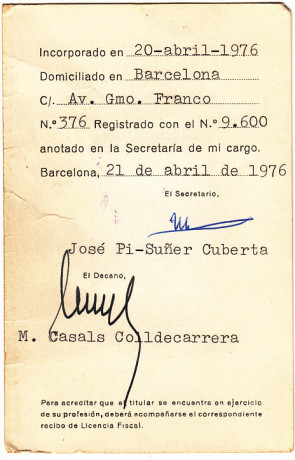 Incorporado en 20-abril-1976
Domiciliado en Barcelona
C/. Av. Gmo. Franco
N.º 376 Registrado con el N.º 9.600
anotado en la Secretaría de mi cargo.
Barcelona, 21 de abril de 1976
El Secretario,
José Pi-Suñer Cuberta
El Decano,
M. Casals Colldecarrera
Para acreditar que el titular se encuentra en ejercicio
de su profesión, deberá acompañarse el correspondiente
recibo de Licencia Fiscal.